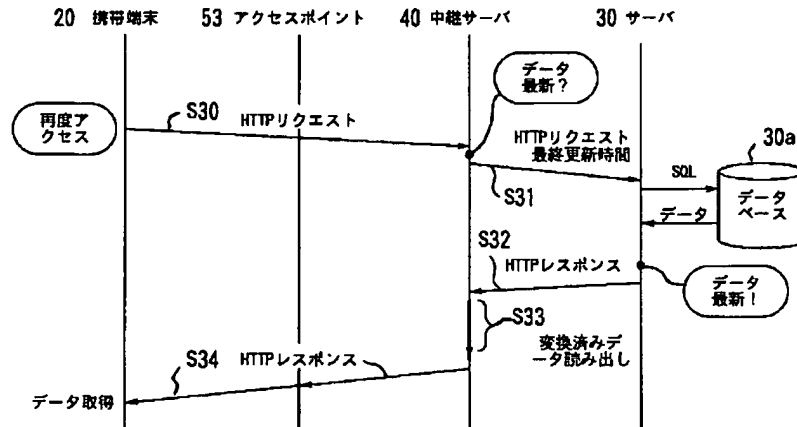 20 携帯端末
53 アクセスポイント
40 中継サーバ
30 サーバ
データ
最新?
再度ア
クセス
S30
HTTPリクエスト
HTTPリクエスト
最終更新時間
30a
S31
SQL
データ
データ
ベース
S32
HTTPレスポンス
データ
最新!
S33
変換済みデ
ータ読み出し
S34
HTTPレスポンス
データ取得